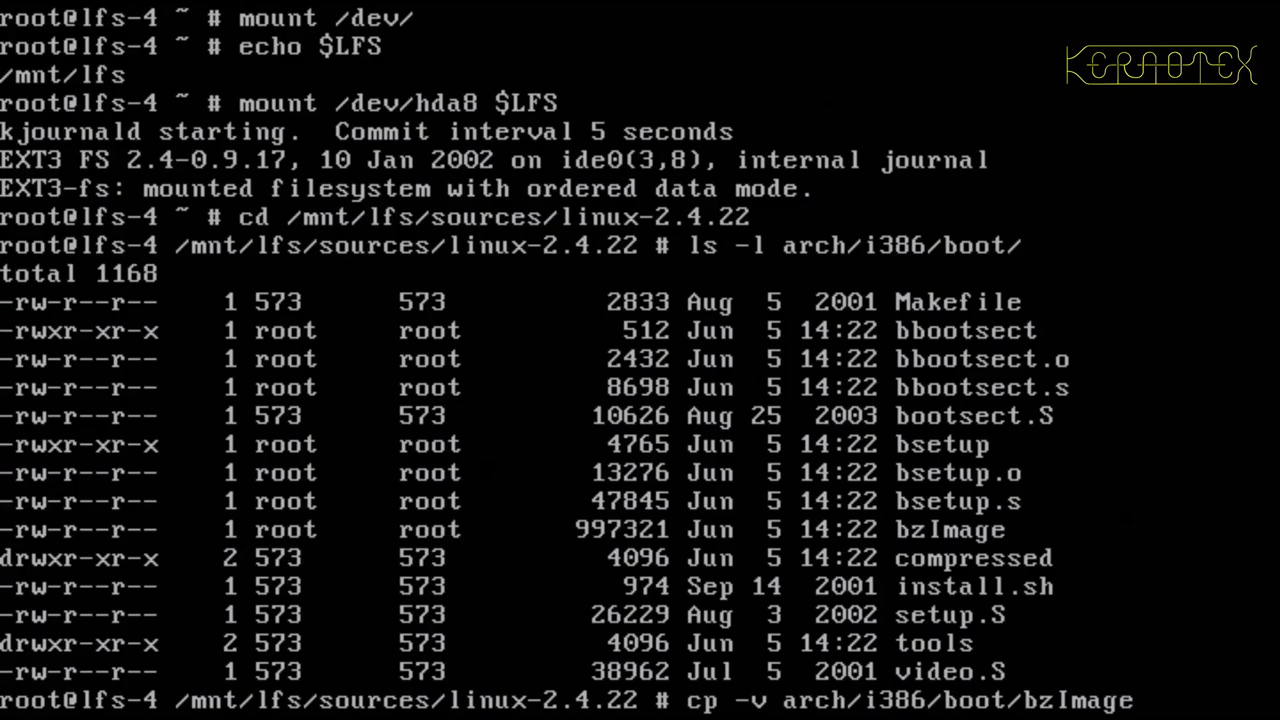 root@lfs-4 ~ # mount /dev/
root@lfs-4 ~ # echo $LFS
/mnt/lfs
KERNOTEX
root@lfs-4 ~ # mount /dev/hda8 $LFS
kjournald starting.  Commit interval 5 seconds
EXT3 FS 2.4-0.9.17, 10 Jan 2002 on ide0(3,8), internal journal
EXT3-fs: mounted filesystem with ordered data mode.
root@lfs-4 ~ # cd /mnt/lfs/sources/linux-2.4.22
root@lfs-4 /mnt/lfs/sources/linux-2.4.22 # ls -l arch/i386/boot/
total 1168
-rw-r--r--    1 573      573          2833 Aug  5  2001 Makefile
-rwxr-xr-x    1 root     root          512 Jun  5 14:22 bbootsect
-rw-r--r--    1 root     root         2432 Jun  5 14:22 bbootsect.o
-rw-r--r--    1 root     root         8698 Jun  5 14:22 bbootsect.s
-rw-r--r--    1 573      573         10626 Aug 25  2003 bootsect.S
-rwxr-xr-x    1 root     root         4765 Jun  5 14:22 bsetup
-rw-r--r--    1 root     root        13276 Jun  5 14:22 bsetup.o
-rw-r--r--    1 root     root        47845 Jun  5 14:22 bsetup.s
-rw-r--r--    1 root     root       997321 Jun  5 14:22 bzImage
drwxr-xr-x    2 573      573          4096 Jun  5 14:22 compressed
-rw-r--r--    1 573      573           974 Sep 14  2001 install.sh
-rw-r--r--    1 573      573         26229 Aug  3  2002 setup.S
drwxr-xr-x    2 573      573          4096 Jun  5 14:22 tools
-rw-r--r--    1 573      573         38962 Jul  5  2001 video.S
root@lfs-4 /mnt/lfs/sources/linux-2.4.22 # cp -v arch/i386/boot/bzImage